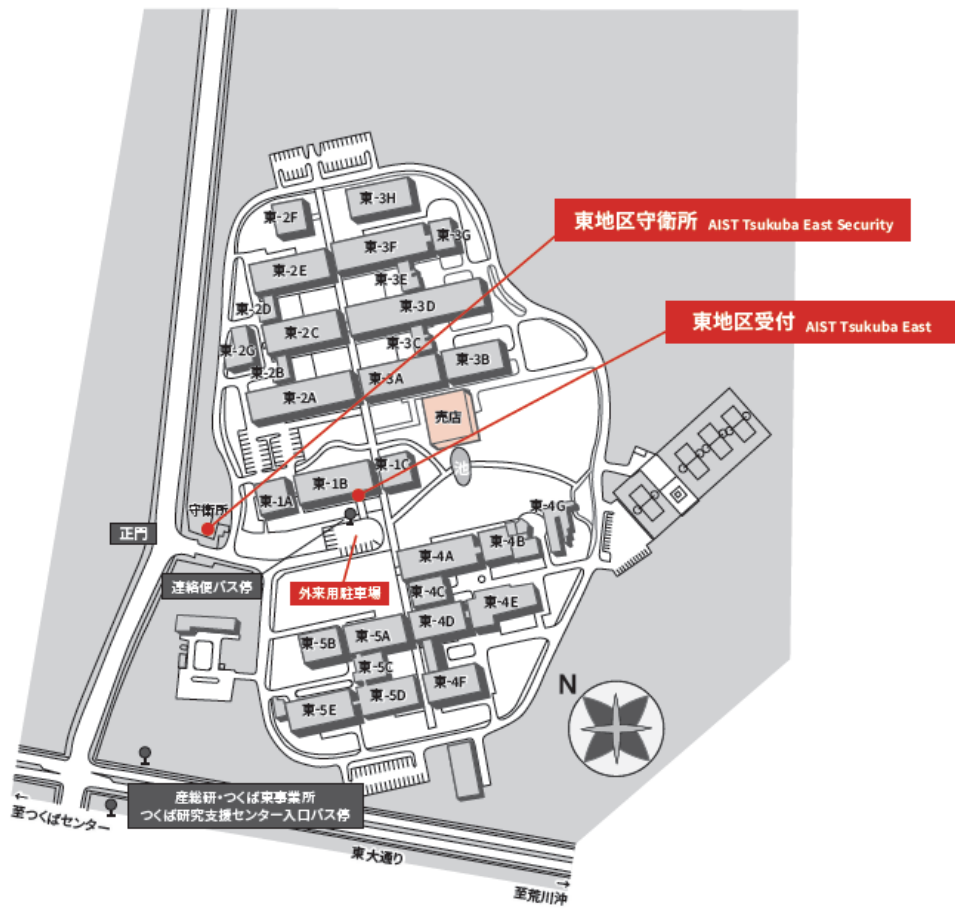 東-3H
東-2F
東-3G
東-3F
東-2E
東-3E
東-2D
東-3D
東-2C
東-3C
東-2G
東-3B
東-2B
東-3A
東-2A
売店
池
東-1C
東-1B
東-1A
守衛所
正門
東地区守衛所 AIST Tsukuba East Security
東地区受付 AIST Tsukuba East
東-4G
東-4B
東-4A
連絡便バス停
外来用駐車場
東-4C
東-4E
東-4D
東-5A
東-5B
東-5C
東-4F
東-5D
東-5E
N
産総研・つくば東事業所
つくば研究支援センター入口バス停
←
至つくばセンター
東大通り
→
至荒川沖